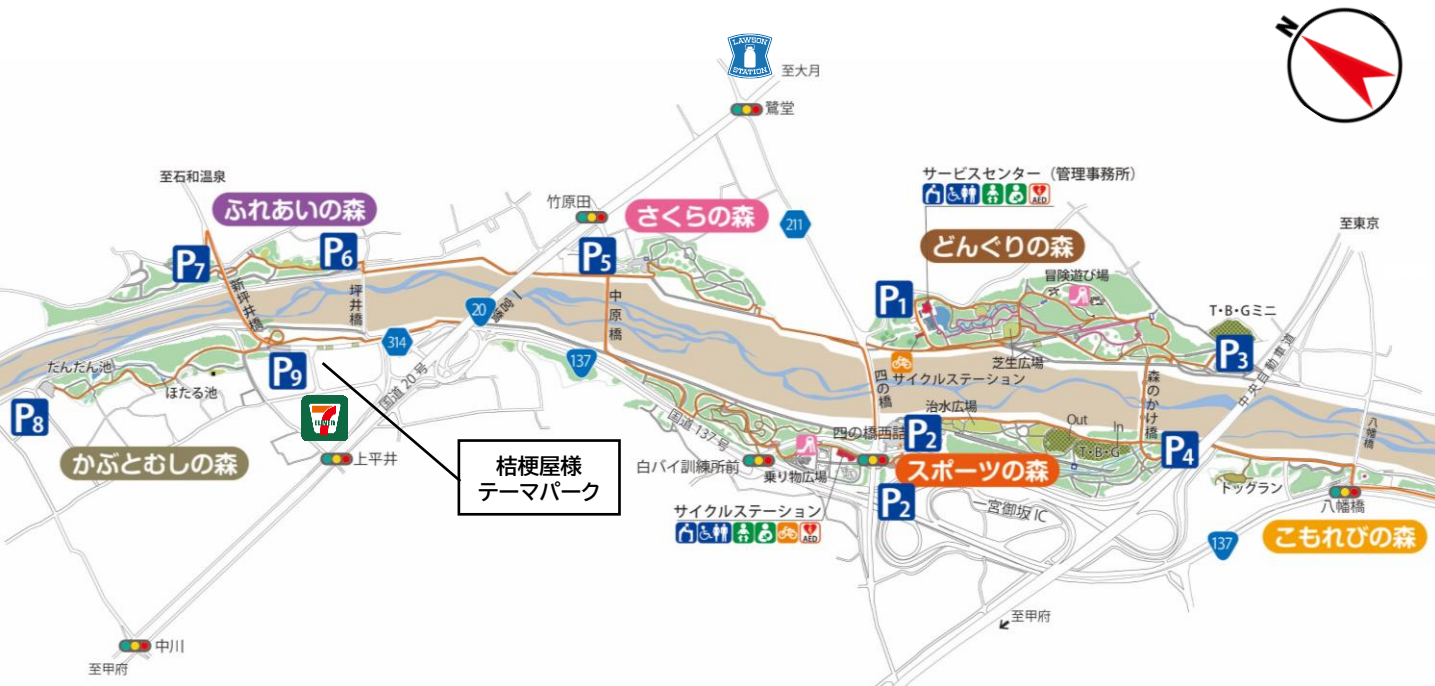 N
LAWSON
STATION
至大月
鷺堂
至石和温泉
ふれあいの森
竹原田
さくらの森
211
サービスセンター（管理事務所）
AED
どんぐりの森
至東京
P7
P6
P5
P1
冒険遊び場
T・B・Gミニ
新坪井橋
坪井橋
20
一宮橋
中原橋
314
137
芝生広場
P3
中央自動車道
サイクルステーション
四の橋
森のかけ橋
だんだん池
ほたる池
P9
P8
国道20号
国道137号
治水広場
Out
In
T・B・G
四の橋西詰
P2
P4
八幡橋
かぶとむしの森
上平井
桔梗屋様
テーマパーク
白バイ訓練所前
乗り物広場
スポーツの森
ドッグラン
八幡橋
P2
サイクルステーション
AED
宮御坂IC
137
こもれびの森
至甲府
中川
至甲府